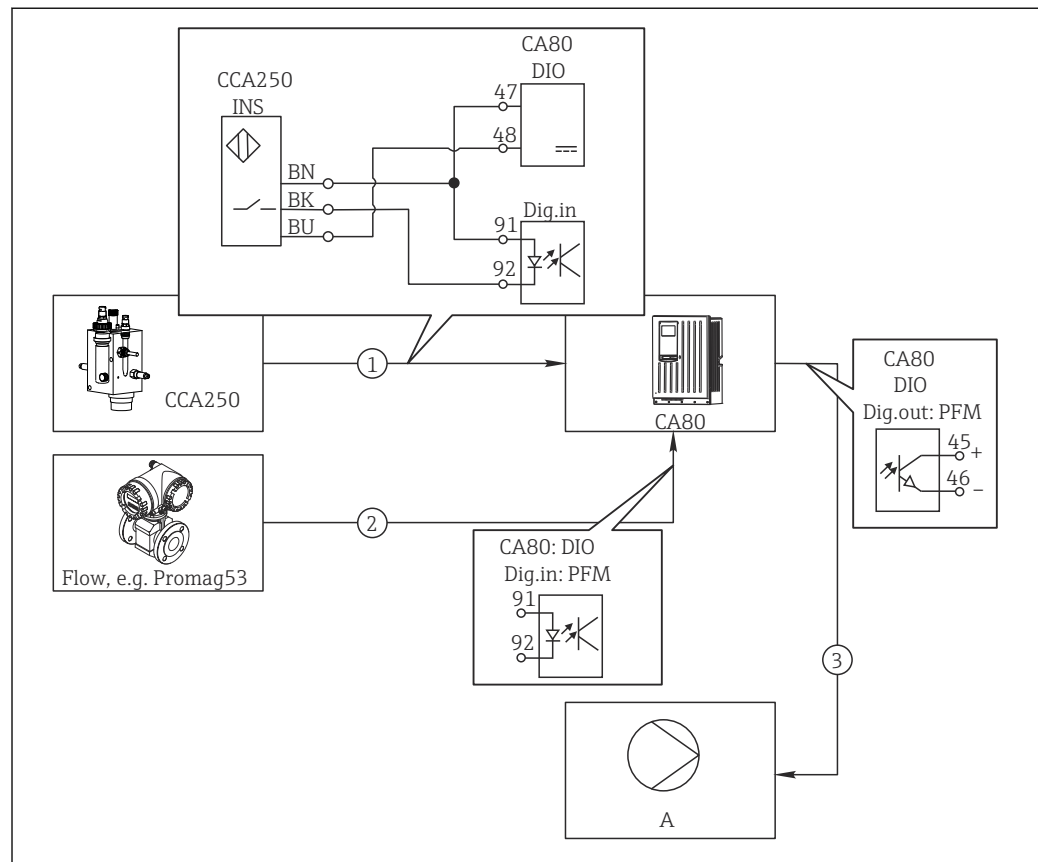 CA80
DIO
CCA250
INS
47
48
BN
BK
BU
Dig.in
91
92
1
CCA250
CA80
CA80
DIO
Dig.out: PFM
45 +
46 −
2
Flow, e.g. Promag53
CA80: DIO
Dig.in: PFM
91
92
3
A